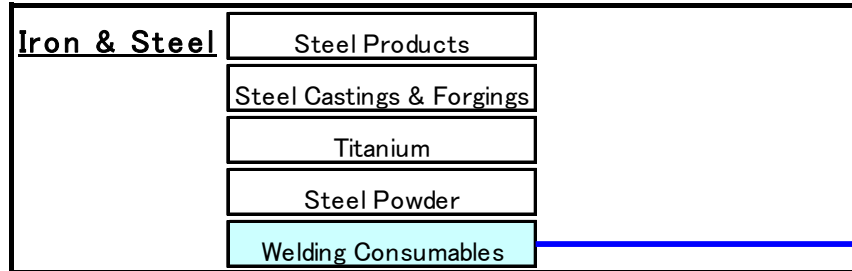 Iron & Steel
Steel Products
Steel Castings & Forgings
Titanium
Steel Powder
Welding Consumables